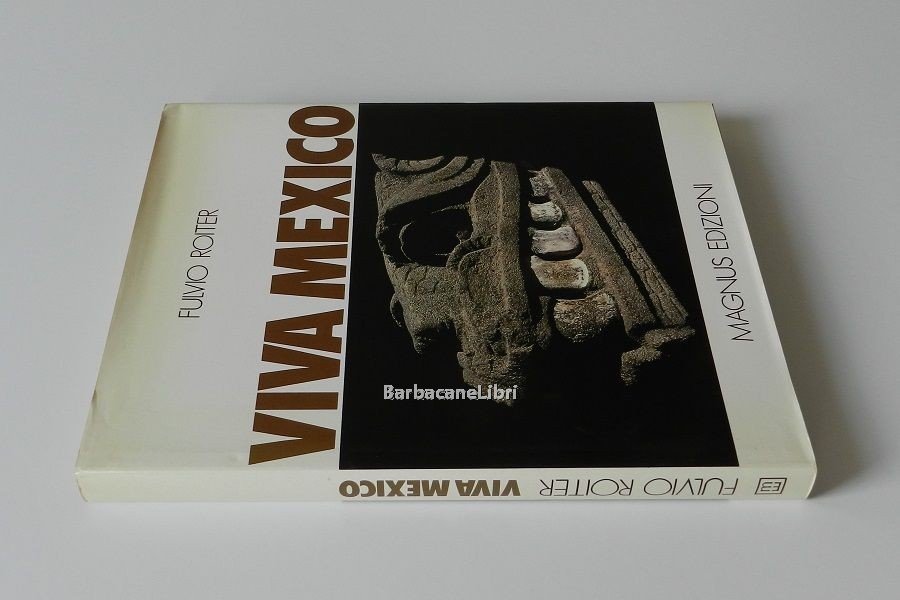 FULVIO ROITER
VIVA MEXICO
MAGNUS EDIZIONI
BarbacaneLibri
FULVIO ROITER VIVA MEXICO